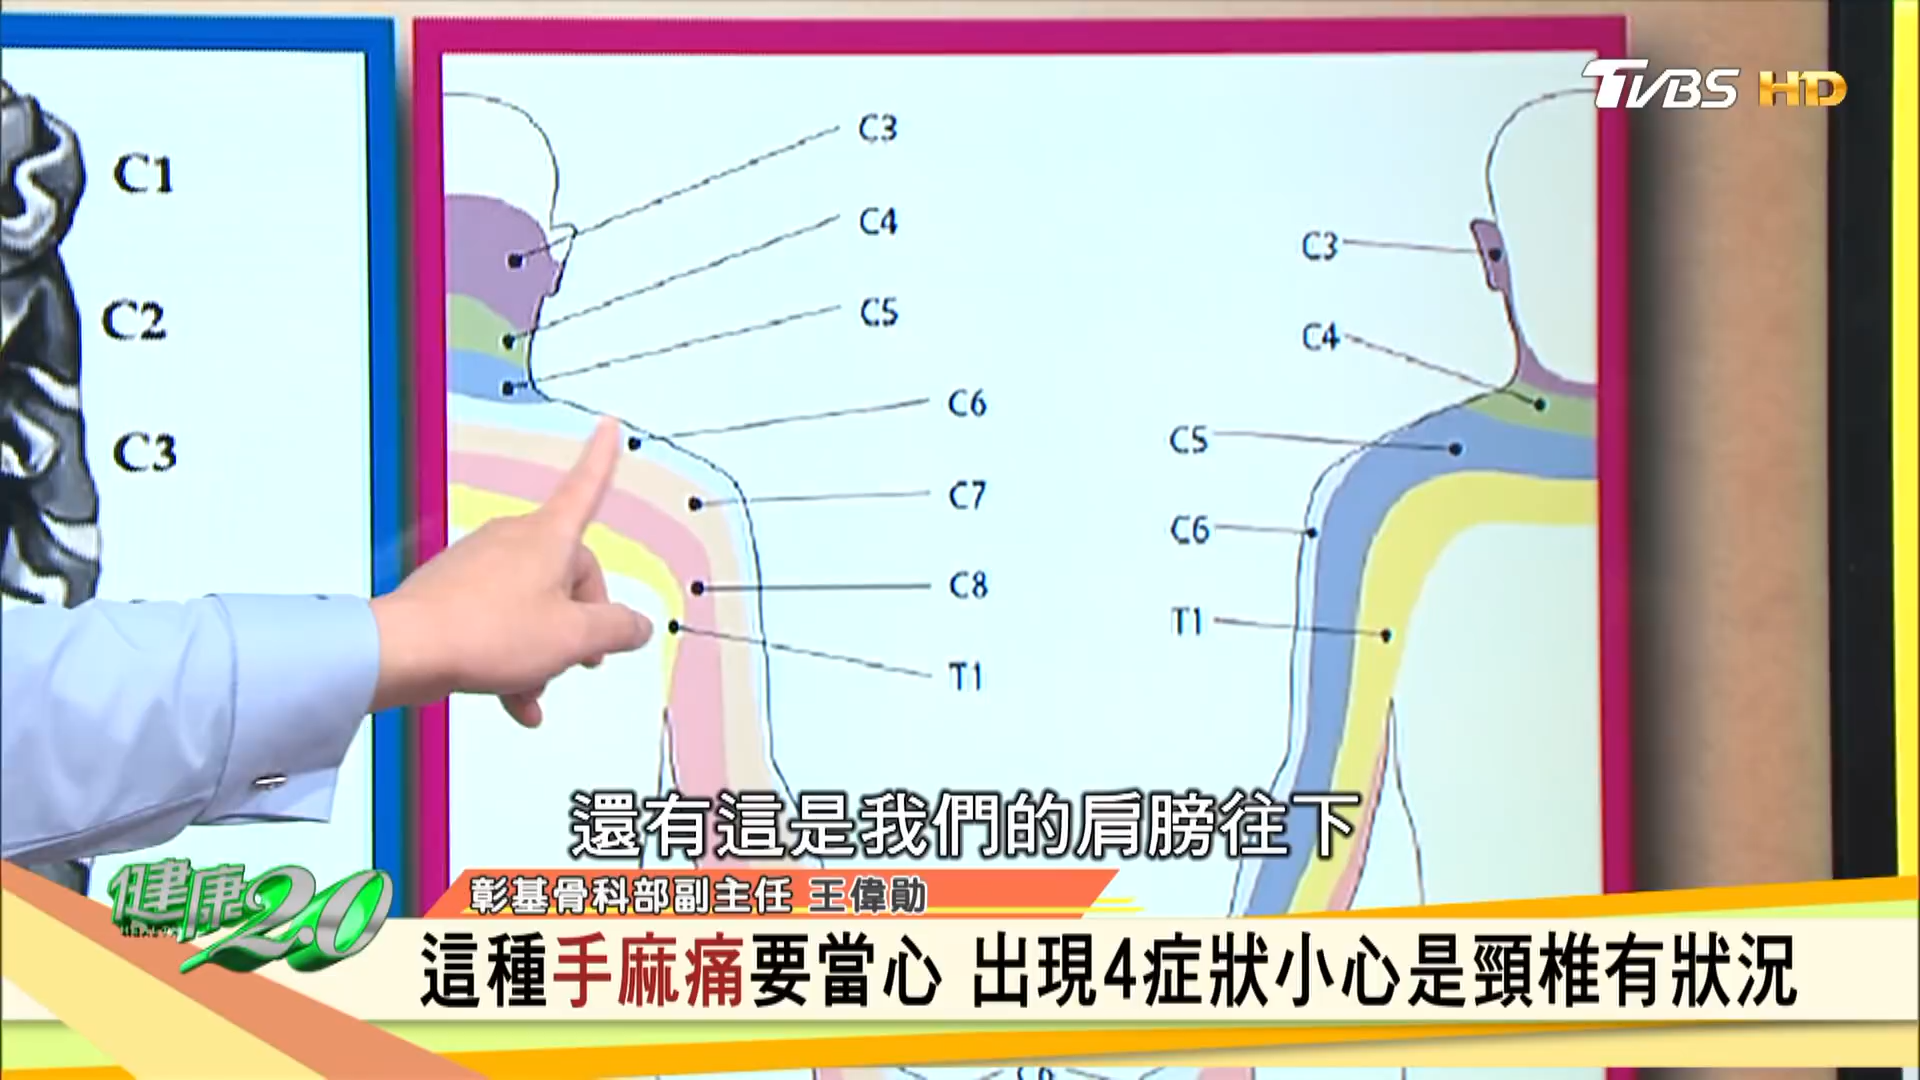 TVBS HD
C1
C2
C3
C3
C4
C5
C6
C7
C8
T1
C3
C4
C5
C6
T1
還有這是我們的肩膀往下
健康2.0
彰基骨科部副主任 王偉勛
這種手麻痛要當心 出現4症狀小心是頸椎有狀況